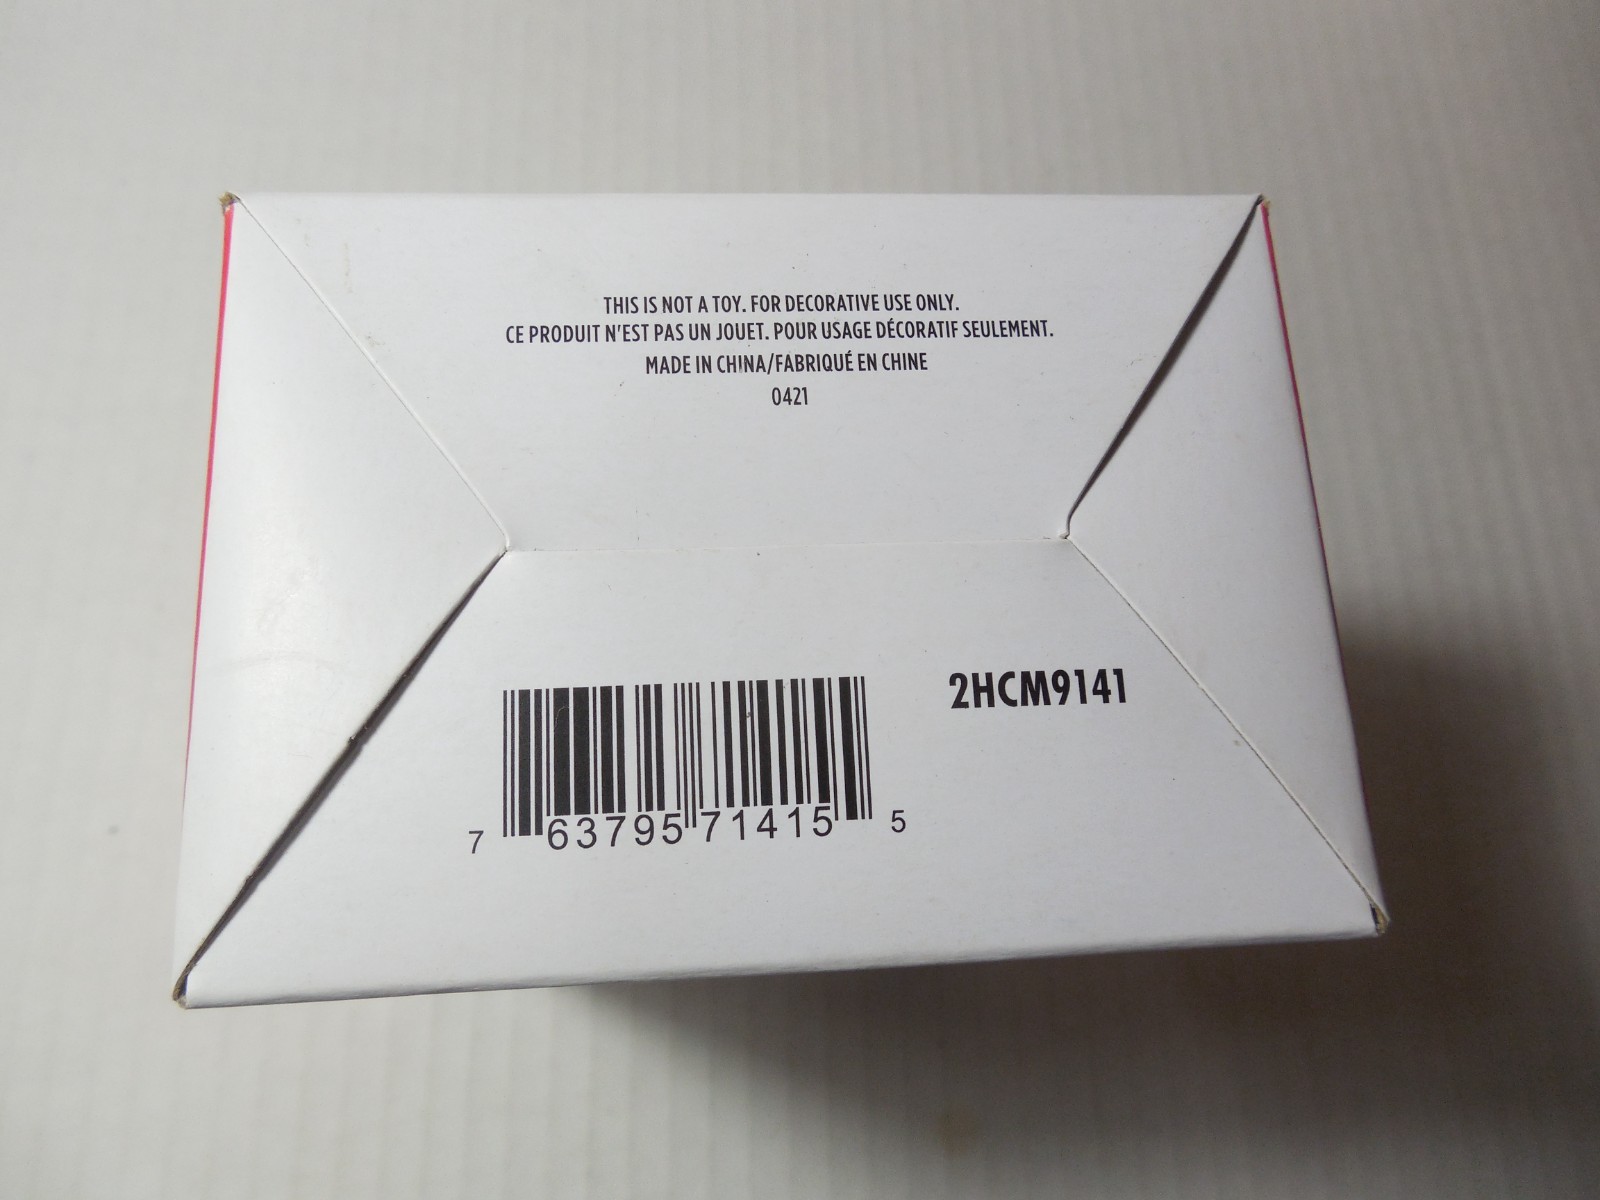 THIS IS NOT A TOY. FOR DECORATIVE USE ONLY.
CE PRODUIT N'EST PAS UN JOUET. POUR USAGE DÉCORATIF SEULEMENT.
MADE IN CHINA/FABRIQUÉ EN CHINE
0421
2HCM9141
7 63795 71415 5